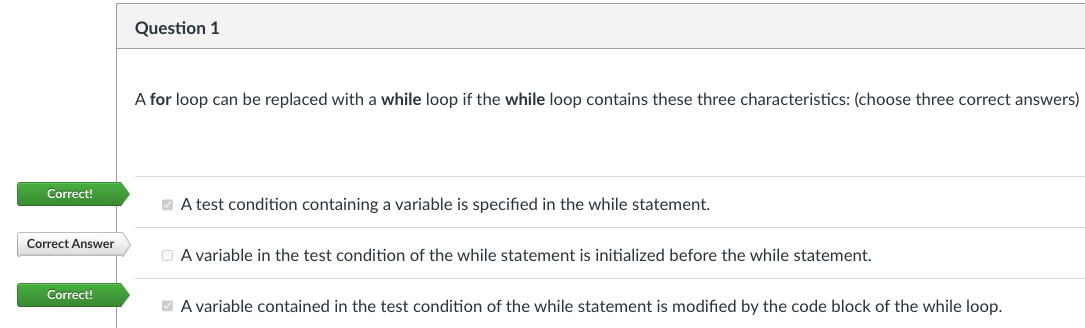 Question 1
A for loop can be replaced with a while loop if the while loop contains these three characteristics: (choose three correct answers)
Correct!
A test condition containing a variable is specified in the while statement.
Correct Answer
A variable in the test condition of the while statement is initialized before the while statement.
Correct!
A variable contained in the test condition of the while statement is modified by the code block of the while loop.